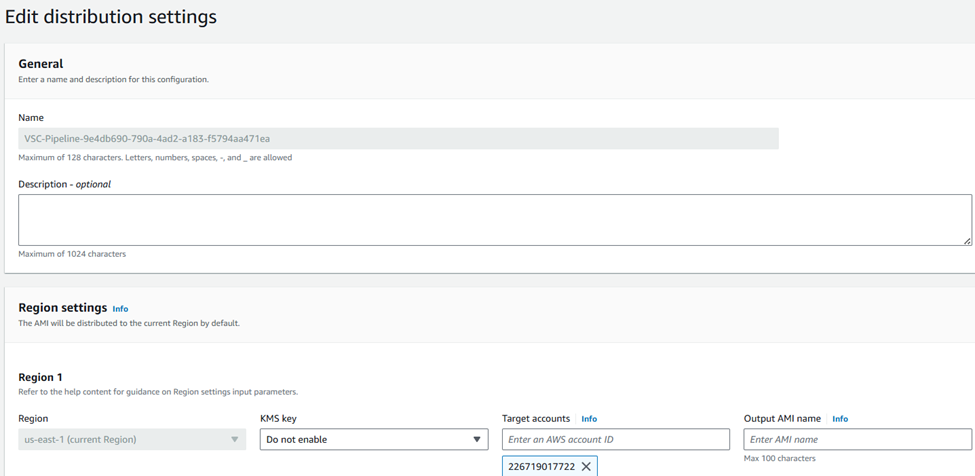 Edit distribution settings
General
Enter a name and description for this configuration.
Name
VSC-Pipeline-9e4db690-790a-4ad2-a183-f5794aa471ea
Maximum of 128 characters. Letters, numbers, spaces, -, and _ are allowed
Description - optional
Maximum of 1024 characters
Region settings Info
The AMI will be distributed to the current Region by default.
Region 1
Refer to the help content for guidance on Region settings input parameters.
Region KMS key Target accounts Info Output AMI name Info
us-east-1 (current Region) Do not enable Enter an AWS account ID Enter AMI name
Max 100 characters
226719017722